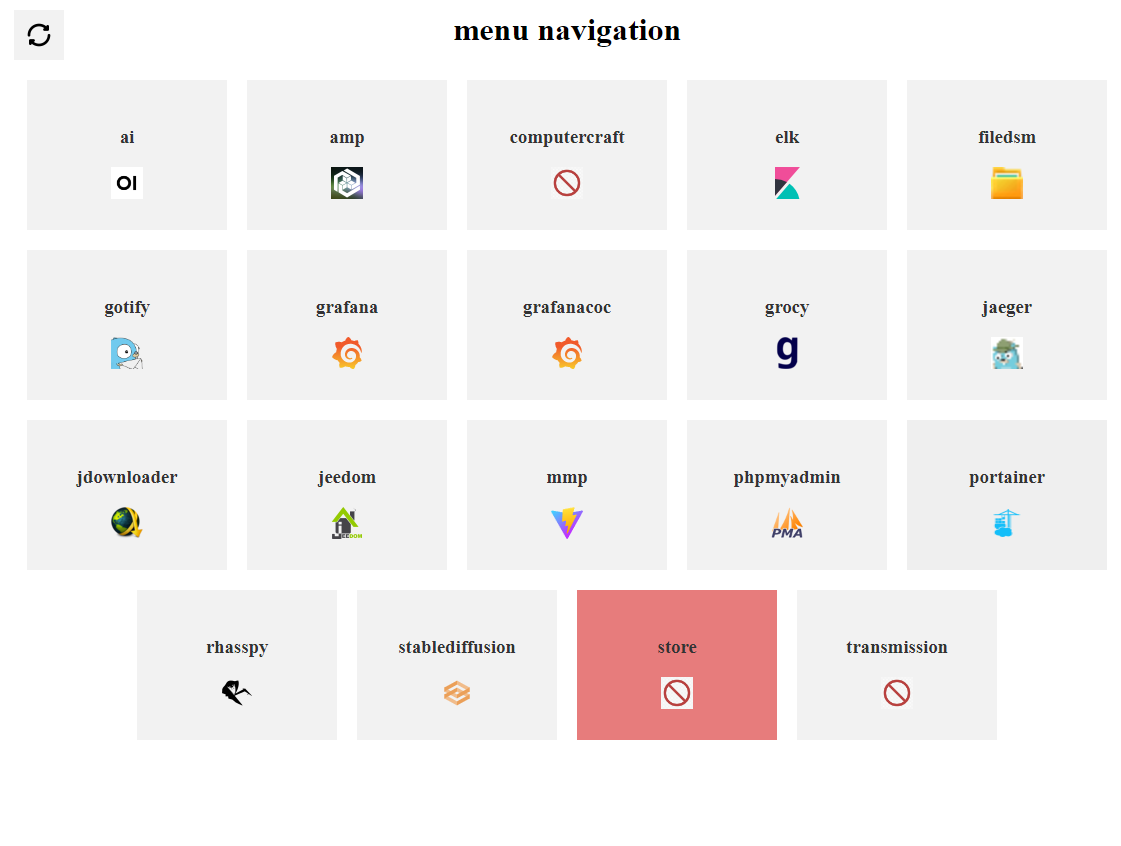 menu navigation
ai
OI
amp
computercraft
elk
filedsm
gotify
grafana
grafanacoc
grocy
g
jaeger
jdownloader
jeedom
JEEDOM
mmp
phpmyadmin
PMA
portainer
rhasspy
stablediffusion
store
transmission